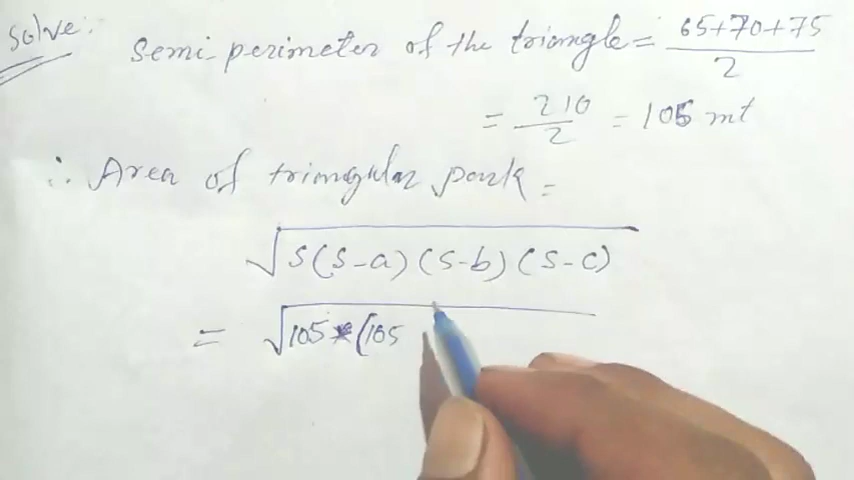 Solve:
Semi-perimeter of the triangle = 65+70+75
2
= 210/2 = 105 mt
∴ Area of triangular park =
√S(S-a)(S-b)(S-c)
= √105*(105